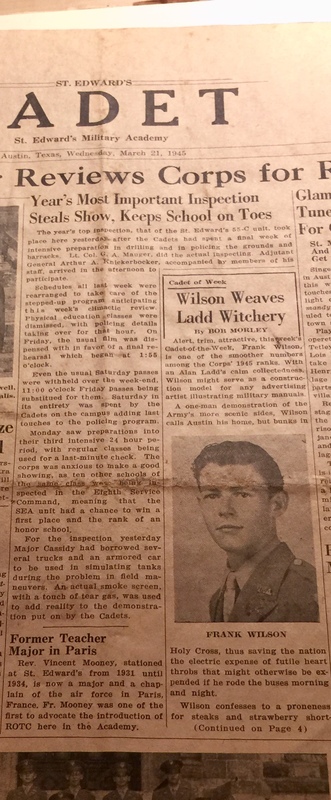 ST. EDWARD'S
ADET
St. Edward's Military Academy
Austin, Texas, Wednesday, March 21, 1945
Reviews Corps for
Year's Most Important Inspection
Steals Show, Keeps School on Toes
The year's top inspection, that of the St. Edward's 55-C unit, took
place here yesterday after the Cadets had spent a final week of
intensive preparation in drilling and in policing the grounds and
barracks. Lt. Col. G. A. Mauger, did the actual inspecting. Adjutant
General Arthur Knickerbocker, accompanied by members of his
staff, arrived in the afternoon to
participate.
Schedules all last week were
rearranged to take care of the
stepped-up program anticipating
this week's climactic review.
Physical education classes were
dismissed, with policing details
taking over for that hour. On
Friday, the usual film was dis-
pensed with in favor of a final re-
hearsal which began at 1:55
o'clock.
Even the usual Saturday passes
were withheld over the week-end,
11:00 o'clock Friday passes being
substitued for them. Saturday in
its entirety was spent by the
Cadets on the campus adding last
touches to the policing program.
Monday saw preparations into
their third intensive 24 hour pe-
riod, with regular classes being
used for a last-minute check. The
corps was anxious to make a good
showing, as ten other schools of
the same class were being in-
spected in the Eighth Service
Command, meaning that the
SEA unit had a chance to win a
first place and the rank of an
honor school.
For the inspection yesterday
Major Cassidy had borrowed sev-
eral trucks and an armored car
to be used in simulating tanks
during the problem in field ma-
neuvers. An actual smoke screen,
with a touch of tear gas, was used
to add reality to the demonstra-
tion put on by the Cadets.
Former Teacher
Major in Paris
Rev. Vincent Mooney, stationed
at St. Edward's from 1931 until
1934, is now a major and a chap-
lain of the air force in Paris,
France. Fr. Mooney was one of the
first to advocate the introduction of
ROTC here in the Academy.
Cadet of Week
Wilson Weaves
Ladd Witchery
By BOB MORLEY
Alert, trim, attractive, this week's
Cadet-of-the-Week, Frank Wilson,
is one of the smoother numbers
among the Corps' 1945 ranks. With
an Alan Ladd's calm collectedness,
Wilson might serve as a construc-
tion model for any advertising
artist illustrating military manuals.
A one-man demonstration of the
Army's more scenic sides, Wilson
calls Austin his home, but bunks in
FRANK WILSON
Holy Cross, thus saving the nation
the electric expense of futile heart
throbs that might otherwise be ex-
pended if he rode the buses morning
and night.
Wilson confesses to a proneness
for steaks and strawberry short-
(Continued on Page 4)
Glam
Tune
For